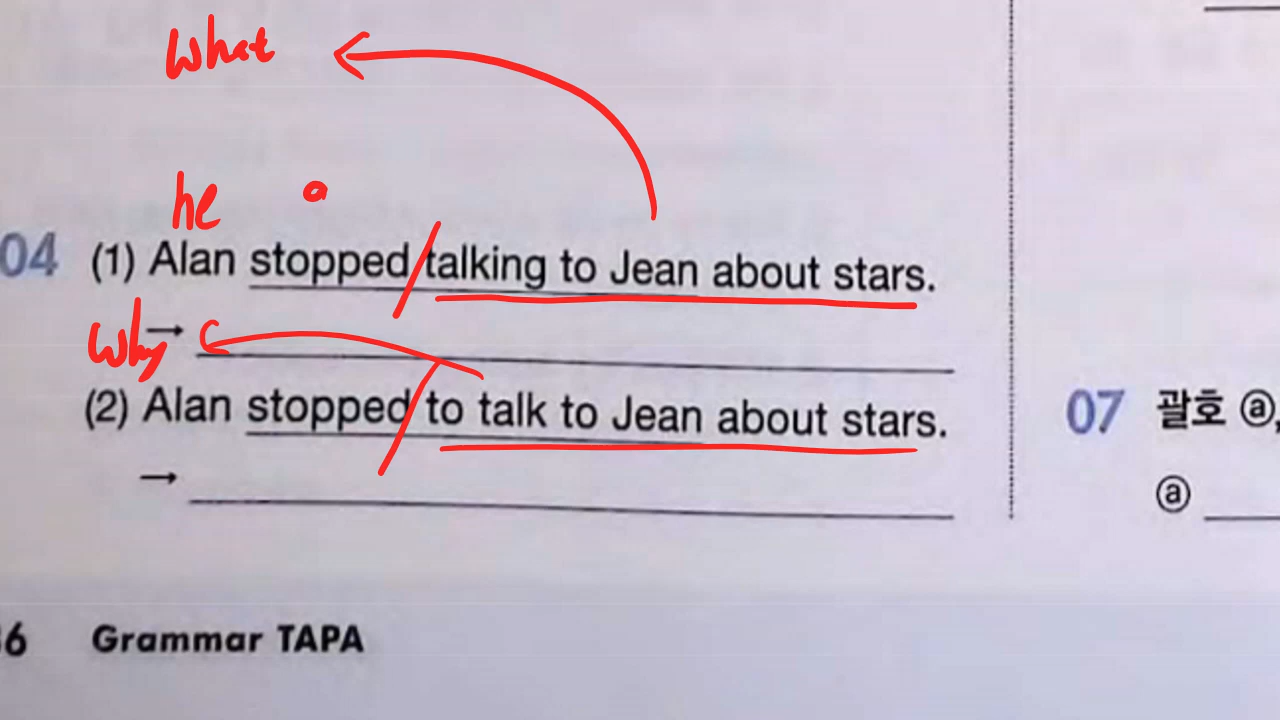 What
he
04 (1) Alan stopped talking to Jean about stars.
Why →
(2) Alan stopped to talk to Jean about stars.
→
07 괄호 ⓐ,
ⓐ
6 Grammar TAPA